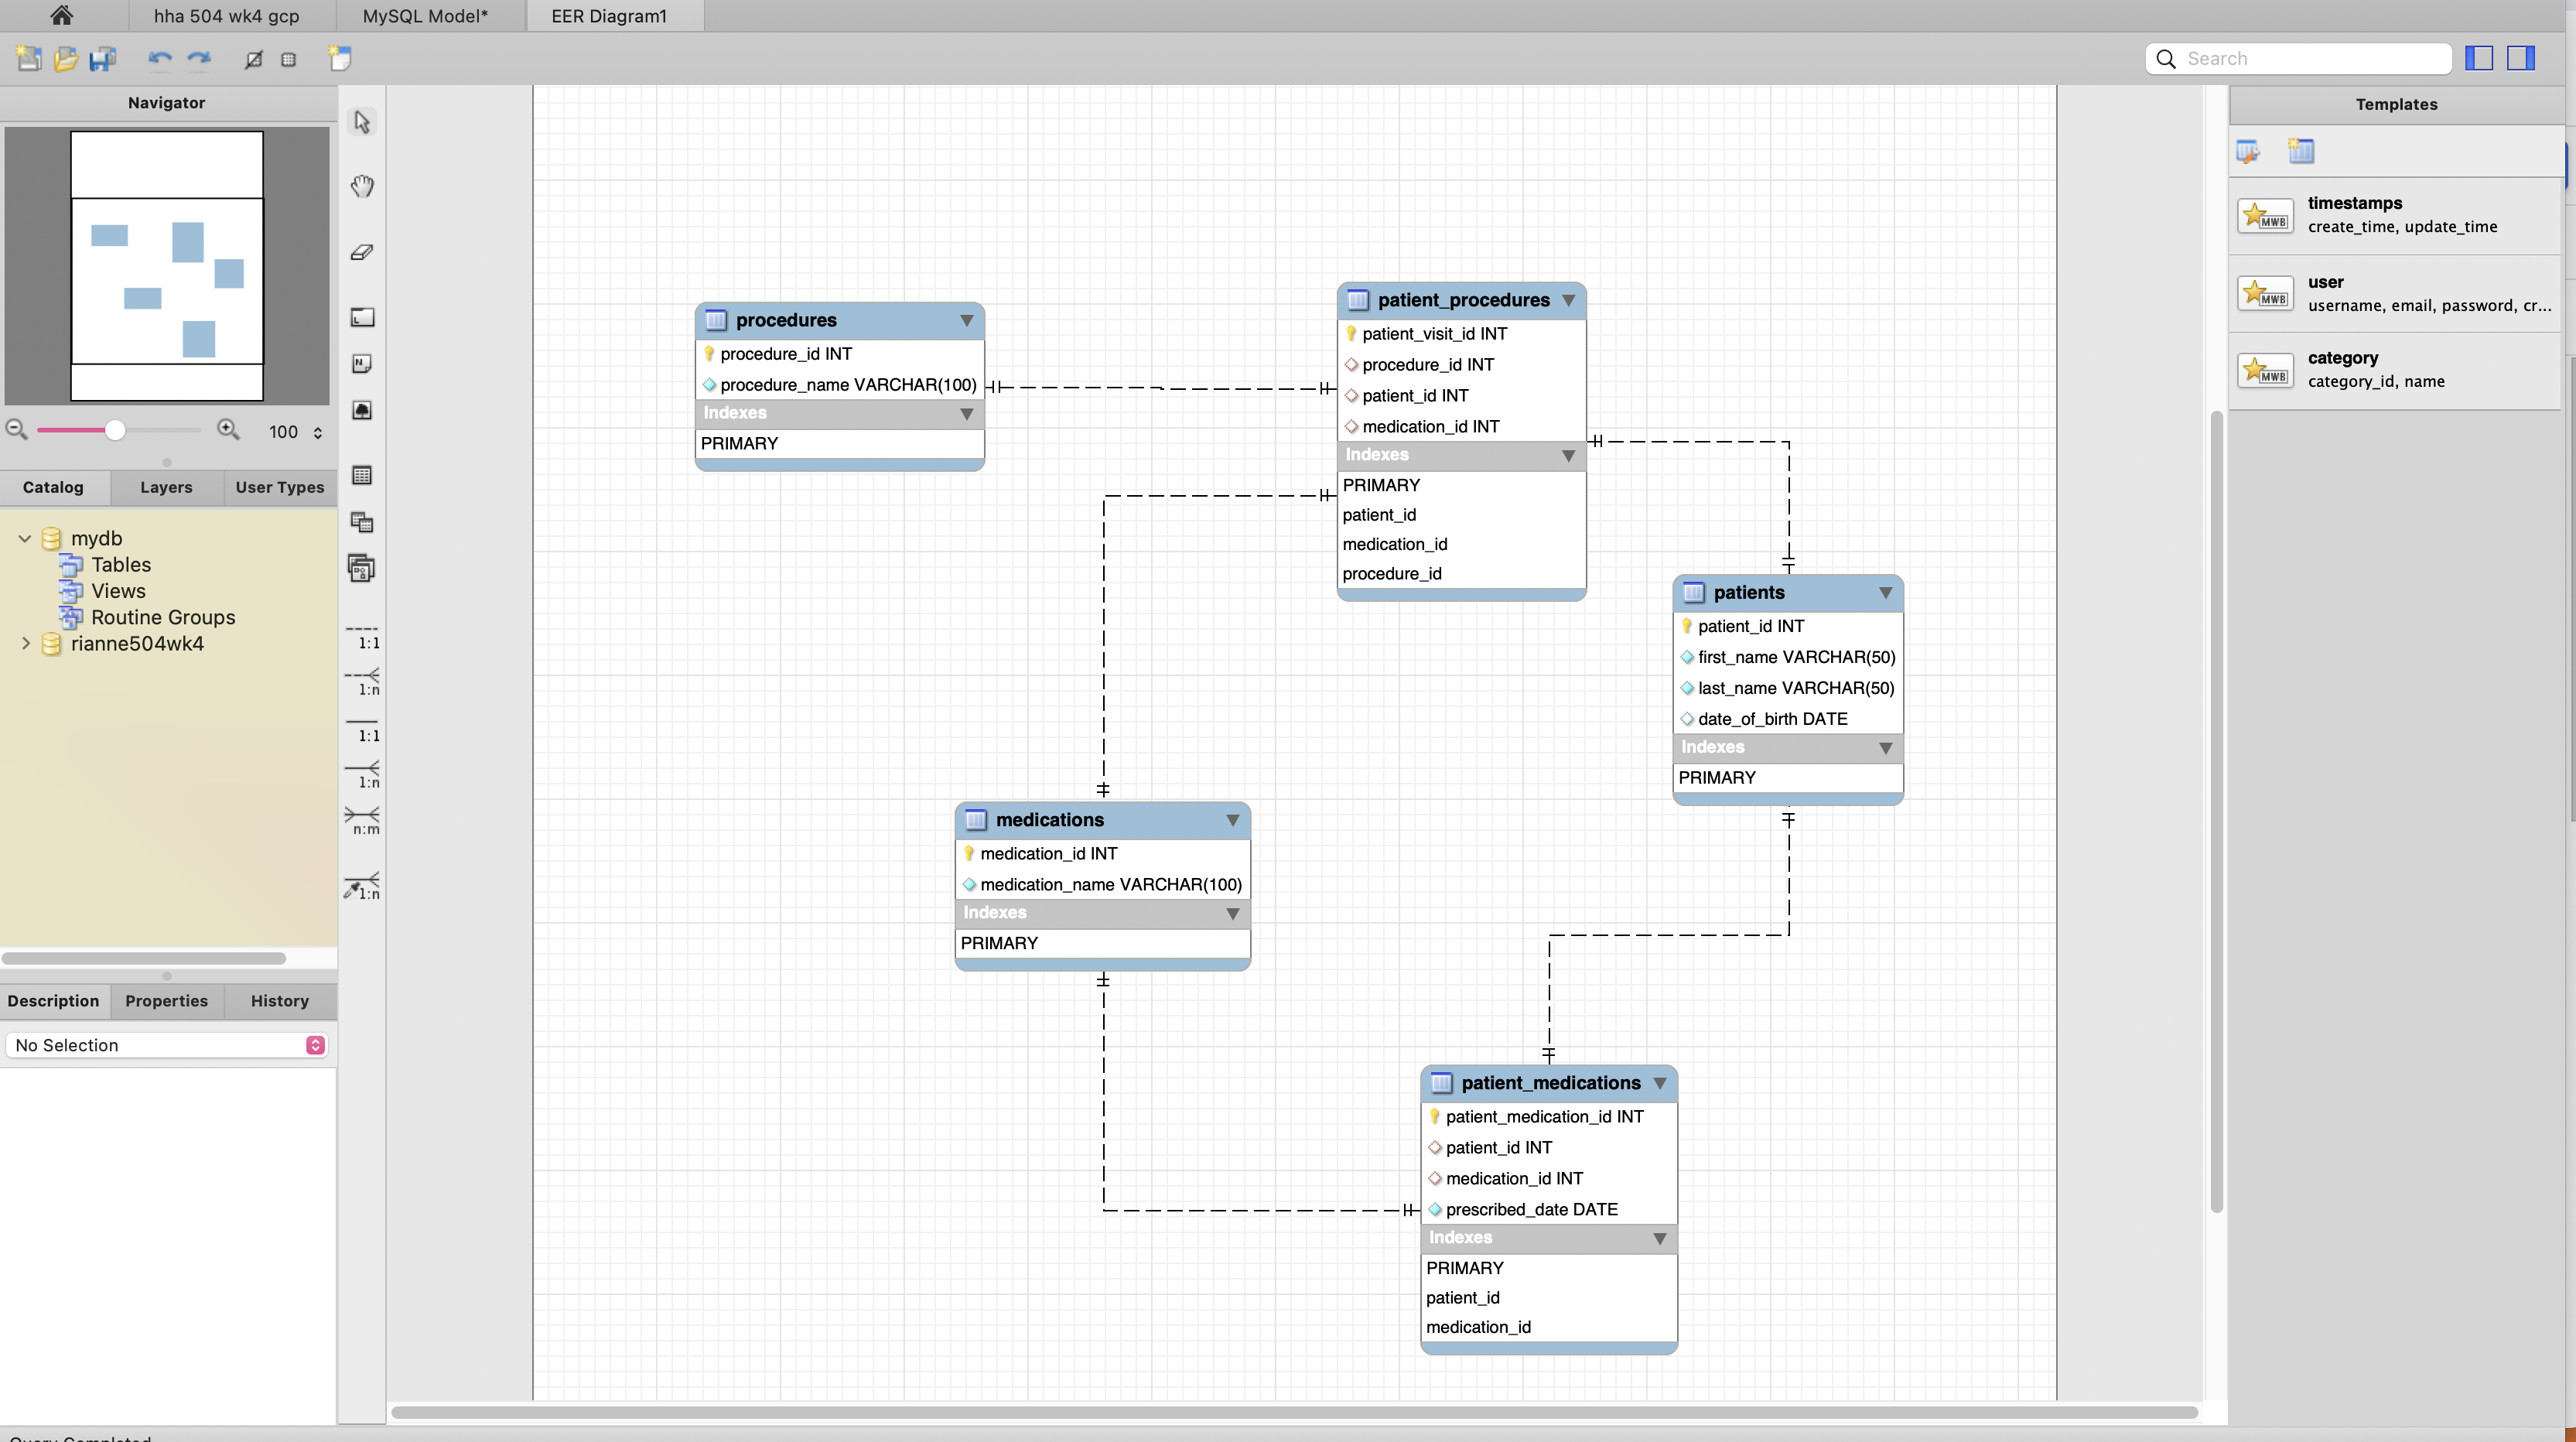 hha 504 wk4 gcp
MySQL Model*
EER Diagram1
Search
Navigator
100
Catalog
Layers
User Types
mydb
Tables
Views
Routine Groups
rianne504wk4
Description
Properties
History
No Selection
1:1
1:n
1:1
1:n
n:m
1:n
procedures
procedure_id INT
procedure_name VARCHAR(100)
Indexes
PRIMARY
patient_procedures
patient_visit_id INT
procedure_id INT
patient_id INT
medication_id INT
Indexes
PRIMARY
patient_id
medication_id
procedure_id
patients
patient_id INT
first_name VARCHAR(50)
last_name VARCHAR(50)
date_of_birth DATE
Indexes
PRIMARY
medications
medication_id INT
medication_name VARCHAR(100)
Indexes
PRIMARY
patient_medications
patient_medication_id INT
patient_id INT
medication_id INT
prescribed_date DATE
Indexes
PRIMARY
patient_id
medication_id
Templates
MWB
timestamps
create_time, update_time
MWB
user
username, email, password, cr...
MWB
category
category_id, name
Query Completed